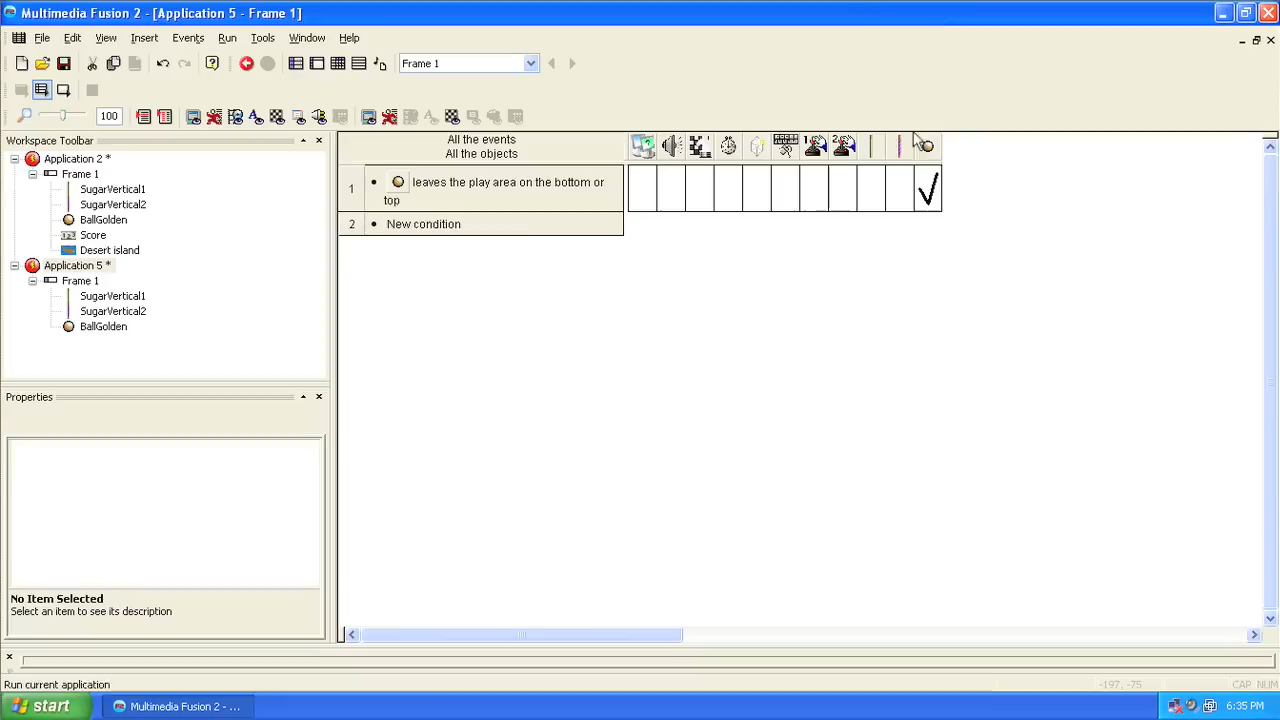 Multimedia Fusion 2 - [Application 5 - Frame 1]
File Edit View Insert Events Run Tools Window Help
Frame 1
100
Workspace Toolbar
Application 2 *
Frame 1
SugarVertical1
SugarVertical2
BallGolden
Score
Desert island
Application 5 *
Frame 1
SugarVertical1
SugarVertical2
BallGolden
Properties
No Item Selected
Select an item to see its description
All the events
All the objects
1 • leaves the play area on the bottom or
top
2 • New condition
Run current application
-197, -75
CAP NUM
start
Multimedia Fusion 2 - ...
6:35 PM